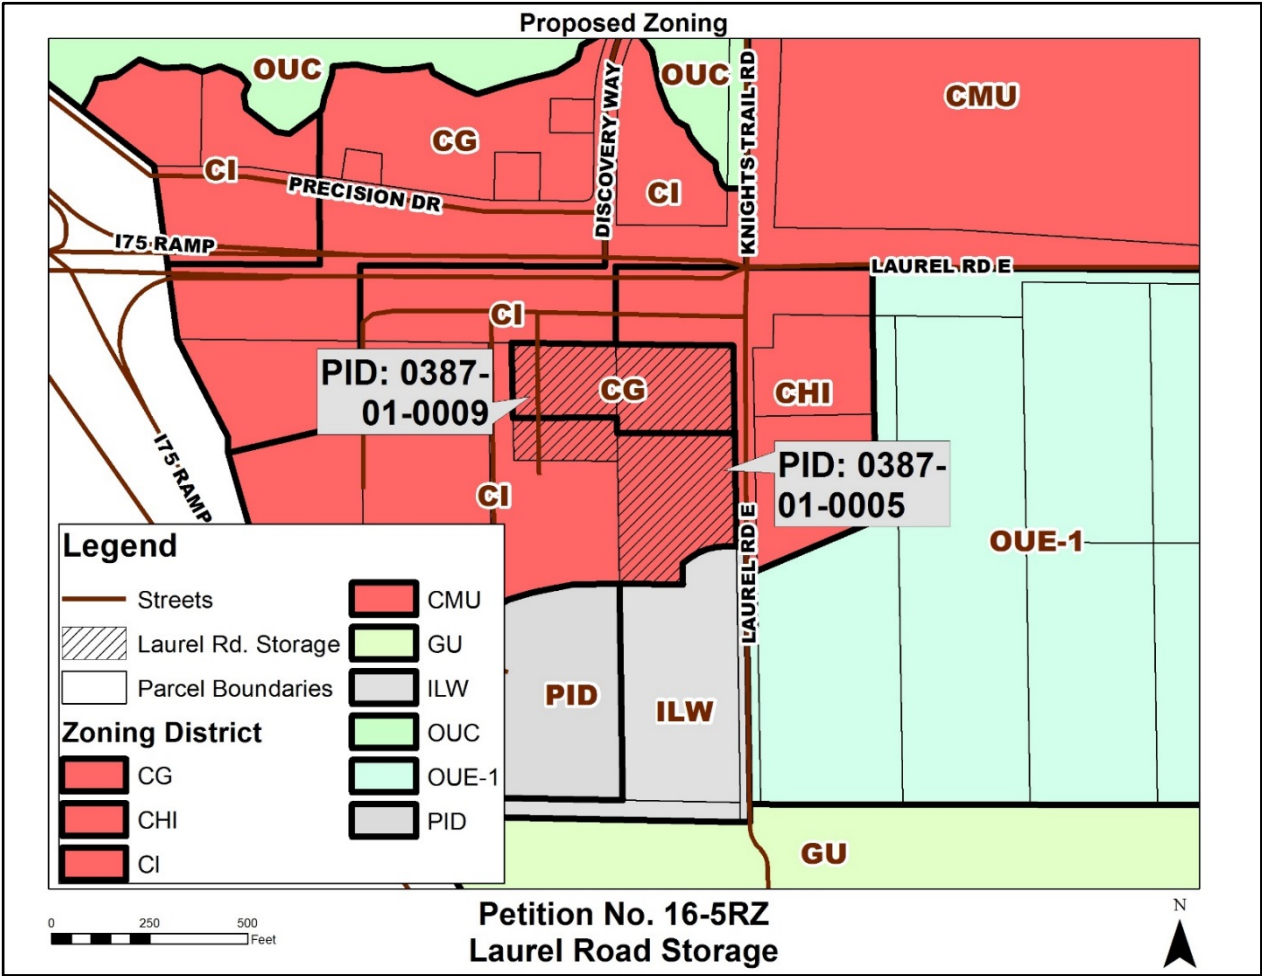 Proposed Zoning
OUC
OUC
CMU
CG
CI
CI
PRECISION DR
DISCOVERY WAY
KNIGHTS TRAIL RD
I75 RAMP
LAUREL RD E
CI
PID: 0387-
01-0009
CG
CHI
PID: 0387-
01-0005
CI
I75 RAMP
LAUREL RD E
OUE-1
PID
ILW
GU
Legend
Streets
Laurel Rd. Storage
Parcel Boundaries
Zoning District
CG
CHI
CI
CMU
GU
ILW
OUC
OUE-1
PID
0 250 500
Feet
Petition No. 16-5RZ
Laurel Road Storage
N